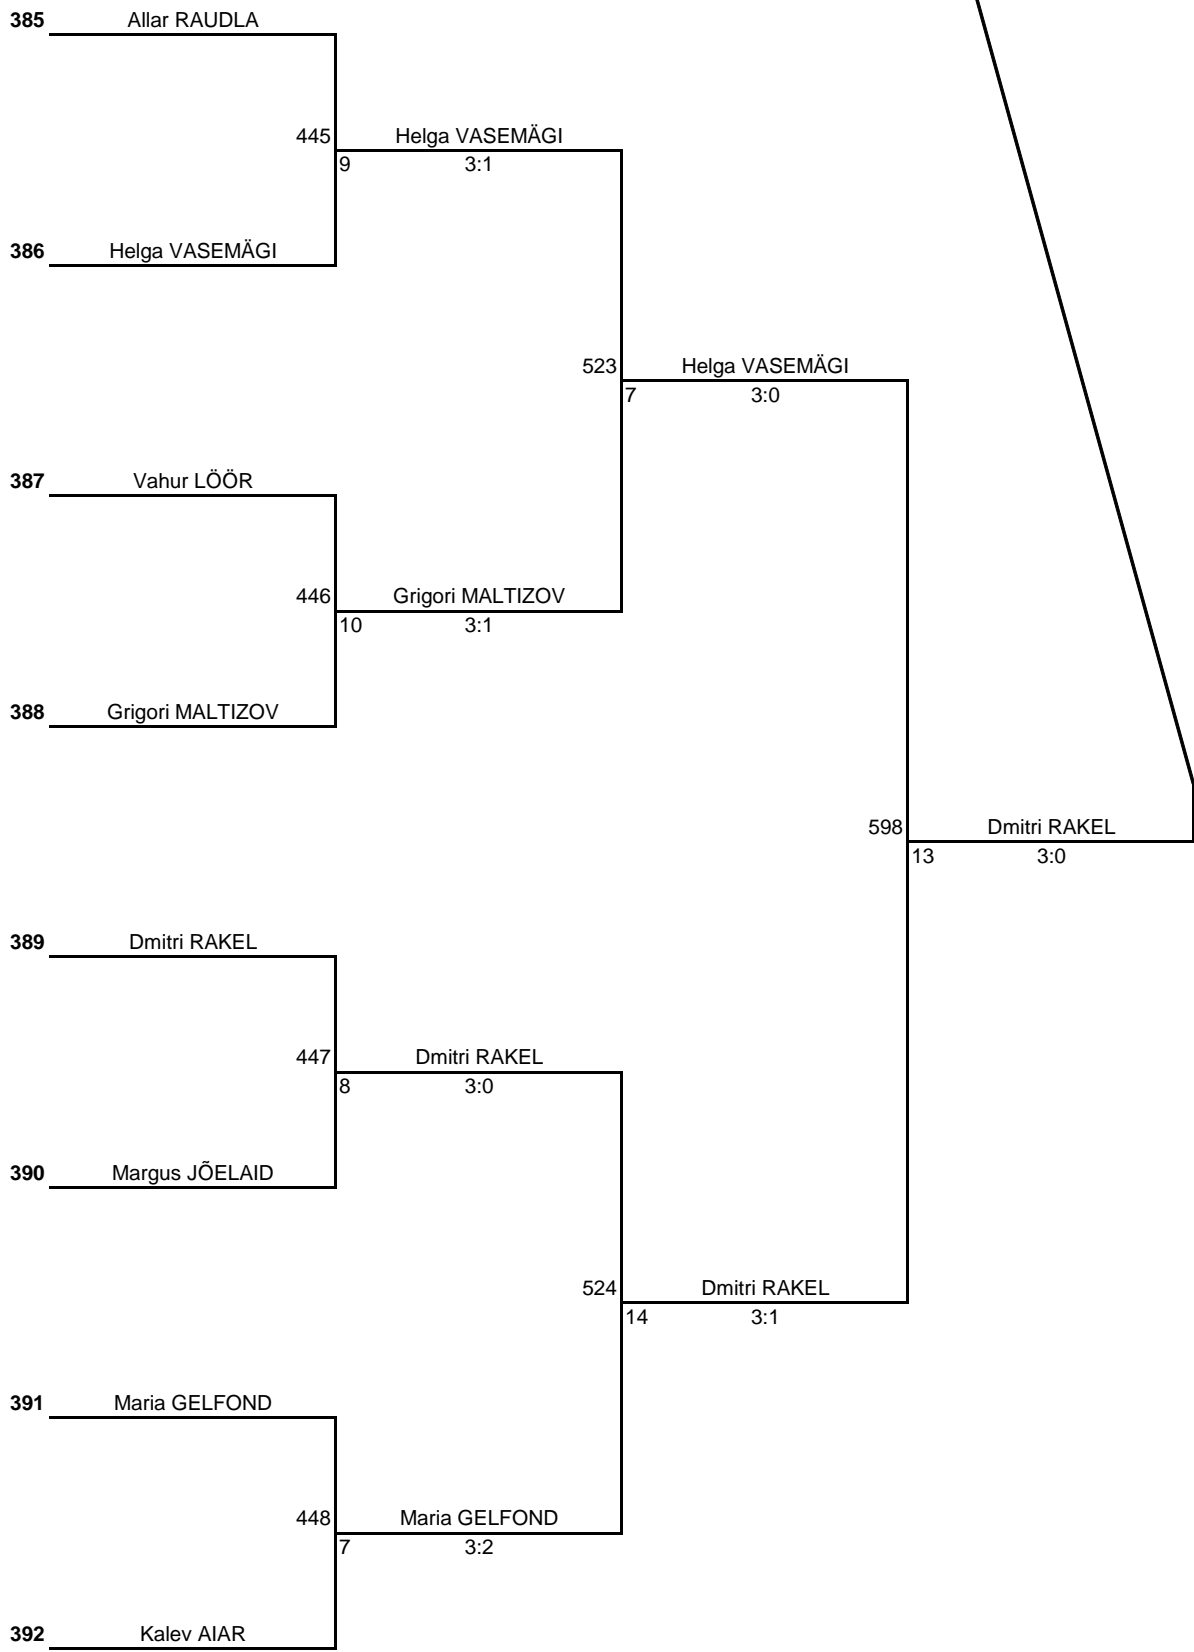 385 Allar RAUDLA
445 Helga VASEMÄGI
9 3:1
386 Helga VASEMÄGI
523 Helga VASEMÄGI
7 3:0
387 Vahur LÖÖR
446 Grigori MALTIZOV
10 3:1
388 Grigori MALTIZOV
598 Dmitri RAKEL
13 3:0
389 Dmitri RAKEL
447 Dmitri RAKEL
8 3:0
390 Margus JÕELAID
524 Dmitri RAKEL
14 3:1
391 Maria GELFOND
448 Maria GELFOND
7 3:2
392 Kalev AIAR